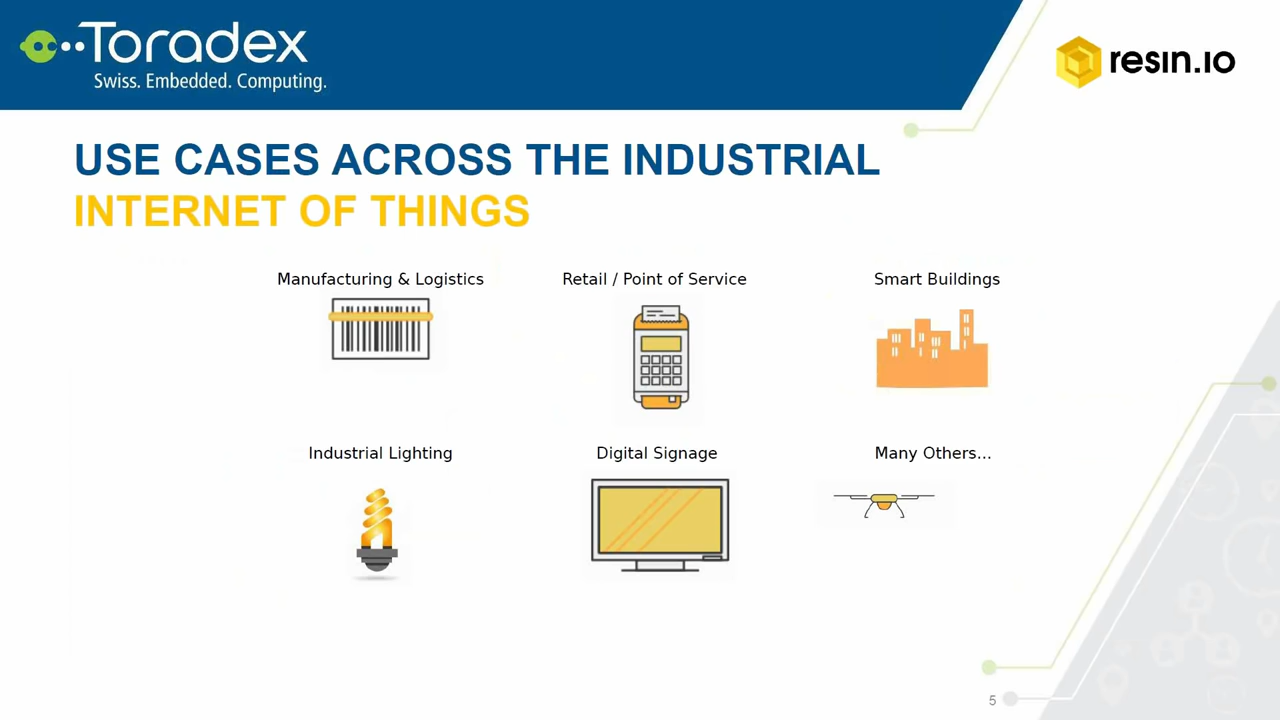 Toradex
Swiss. Embedded. Computing.
resin.io
USE CASES ACROSS THE INDUSTRIAL
INTERNET OF THINGS
Manufacturing & Logistics
Retail / Point of Service
Smart Buildings
Industrial Lighting
Digital Signage
Many Others...
5